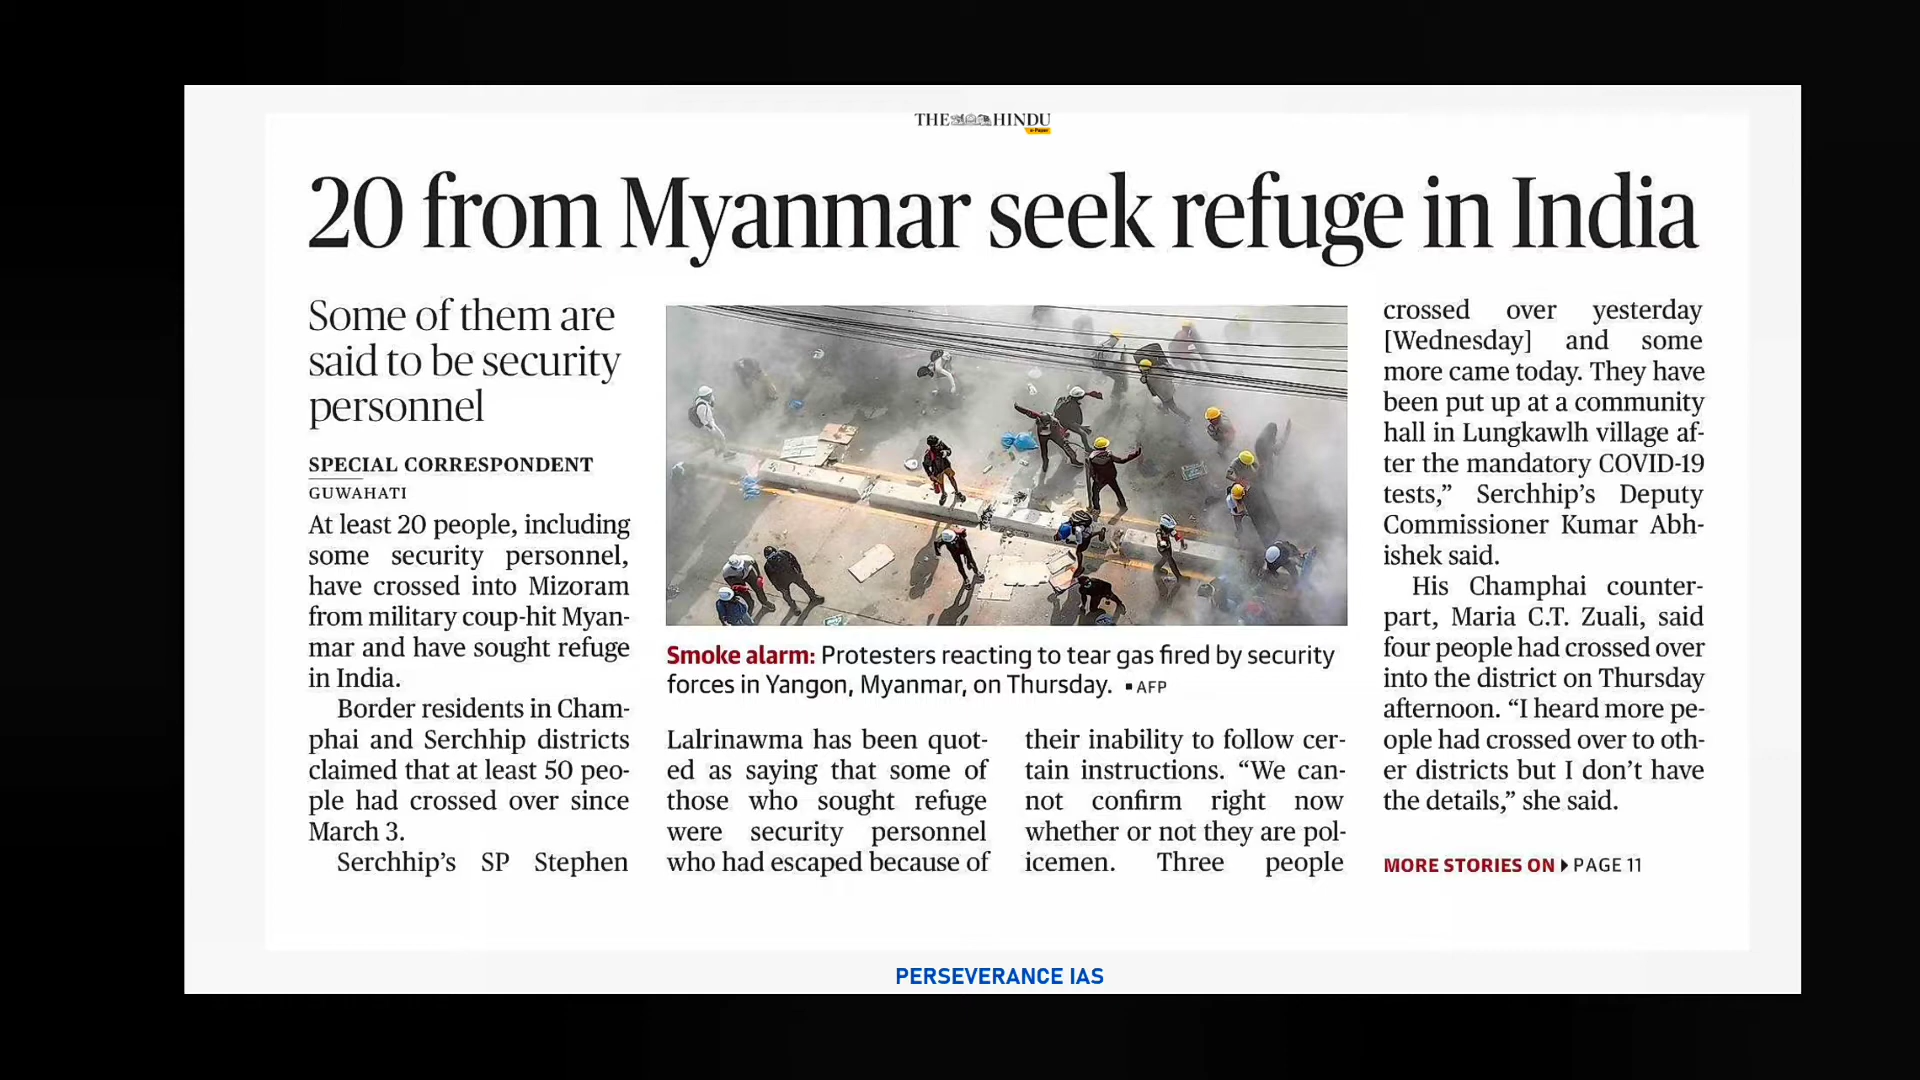 THE HINDU
e-Paper
20 from Myanmar seek refuge in India
Some of them are
said to be security
personnel
SPECIAL CORRESPONDENT
GUWAHATI
At least 20 people, including
some security personnel,
have crossed into Mizoram
from military coup-hit Myan-
mar and have sought refuge
in India.
Border residents in Cham-
phai and Serchhip districts
claimed that at least 50 peo-
ple had crossed over since
March 3.
Serchhip's SP Stephen
Smoke alarm: Protesters reacting to tear gas fired by security
forces in Yangon, Myanmar, on Thursday. ▪ AFP
Lalrinawma has been quot-
ed as saying that some of
those who sought refuge
were security personnel
who had escaped because of
their inability to follow cer-
tain instructions. “We can-
not confirm right now
whether or not they are pol-
icemen. Three people
crossed over yesterday
[Wednesday] and some
more came today. They have
been put up at a community
hall in Lungkawlh village af-
ter the mandatory COVID-19
tests,” Serchhip’s Deputy
Commissioner Kumar Abh-
ishek said.
His Champhai counter-
part, Maria C.T. Zuali, said
four people had crossed over
into the district on Thursday
afternoon. “I heard more pe-
ople had crossed over to oth-
er districts but I don’t have
the details,” she said.
MORE STORIES ON ▸ PAGE 11
PERSEVERANCE IAS